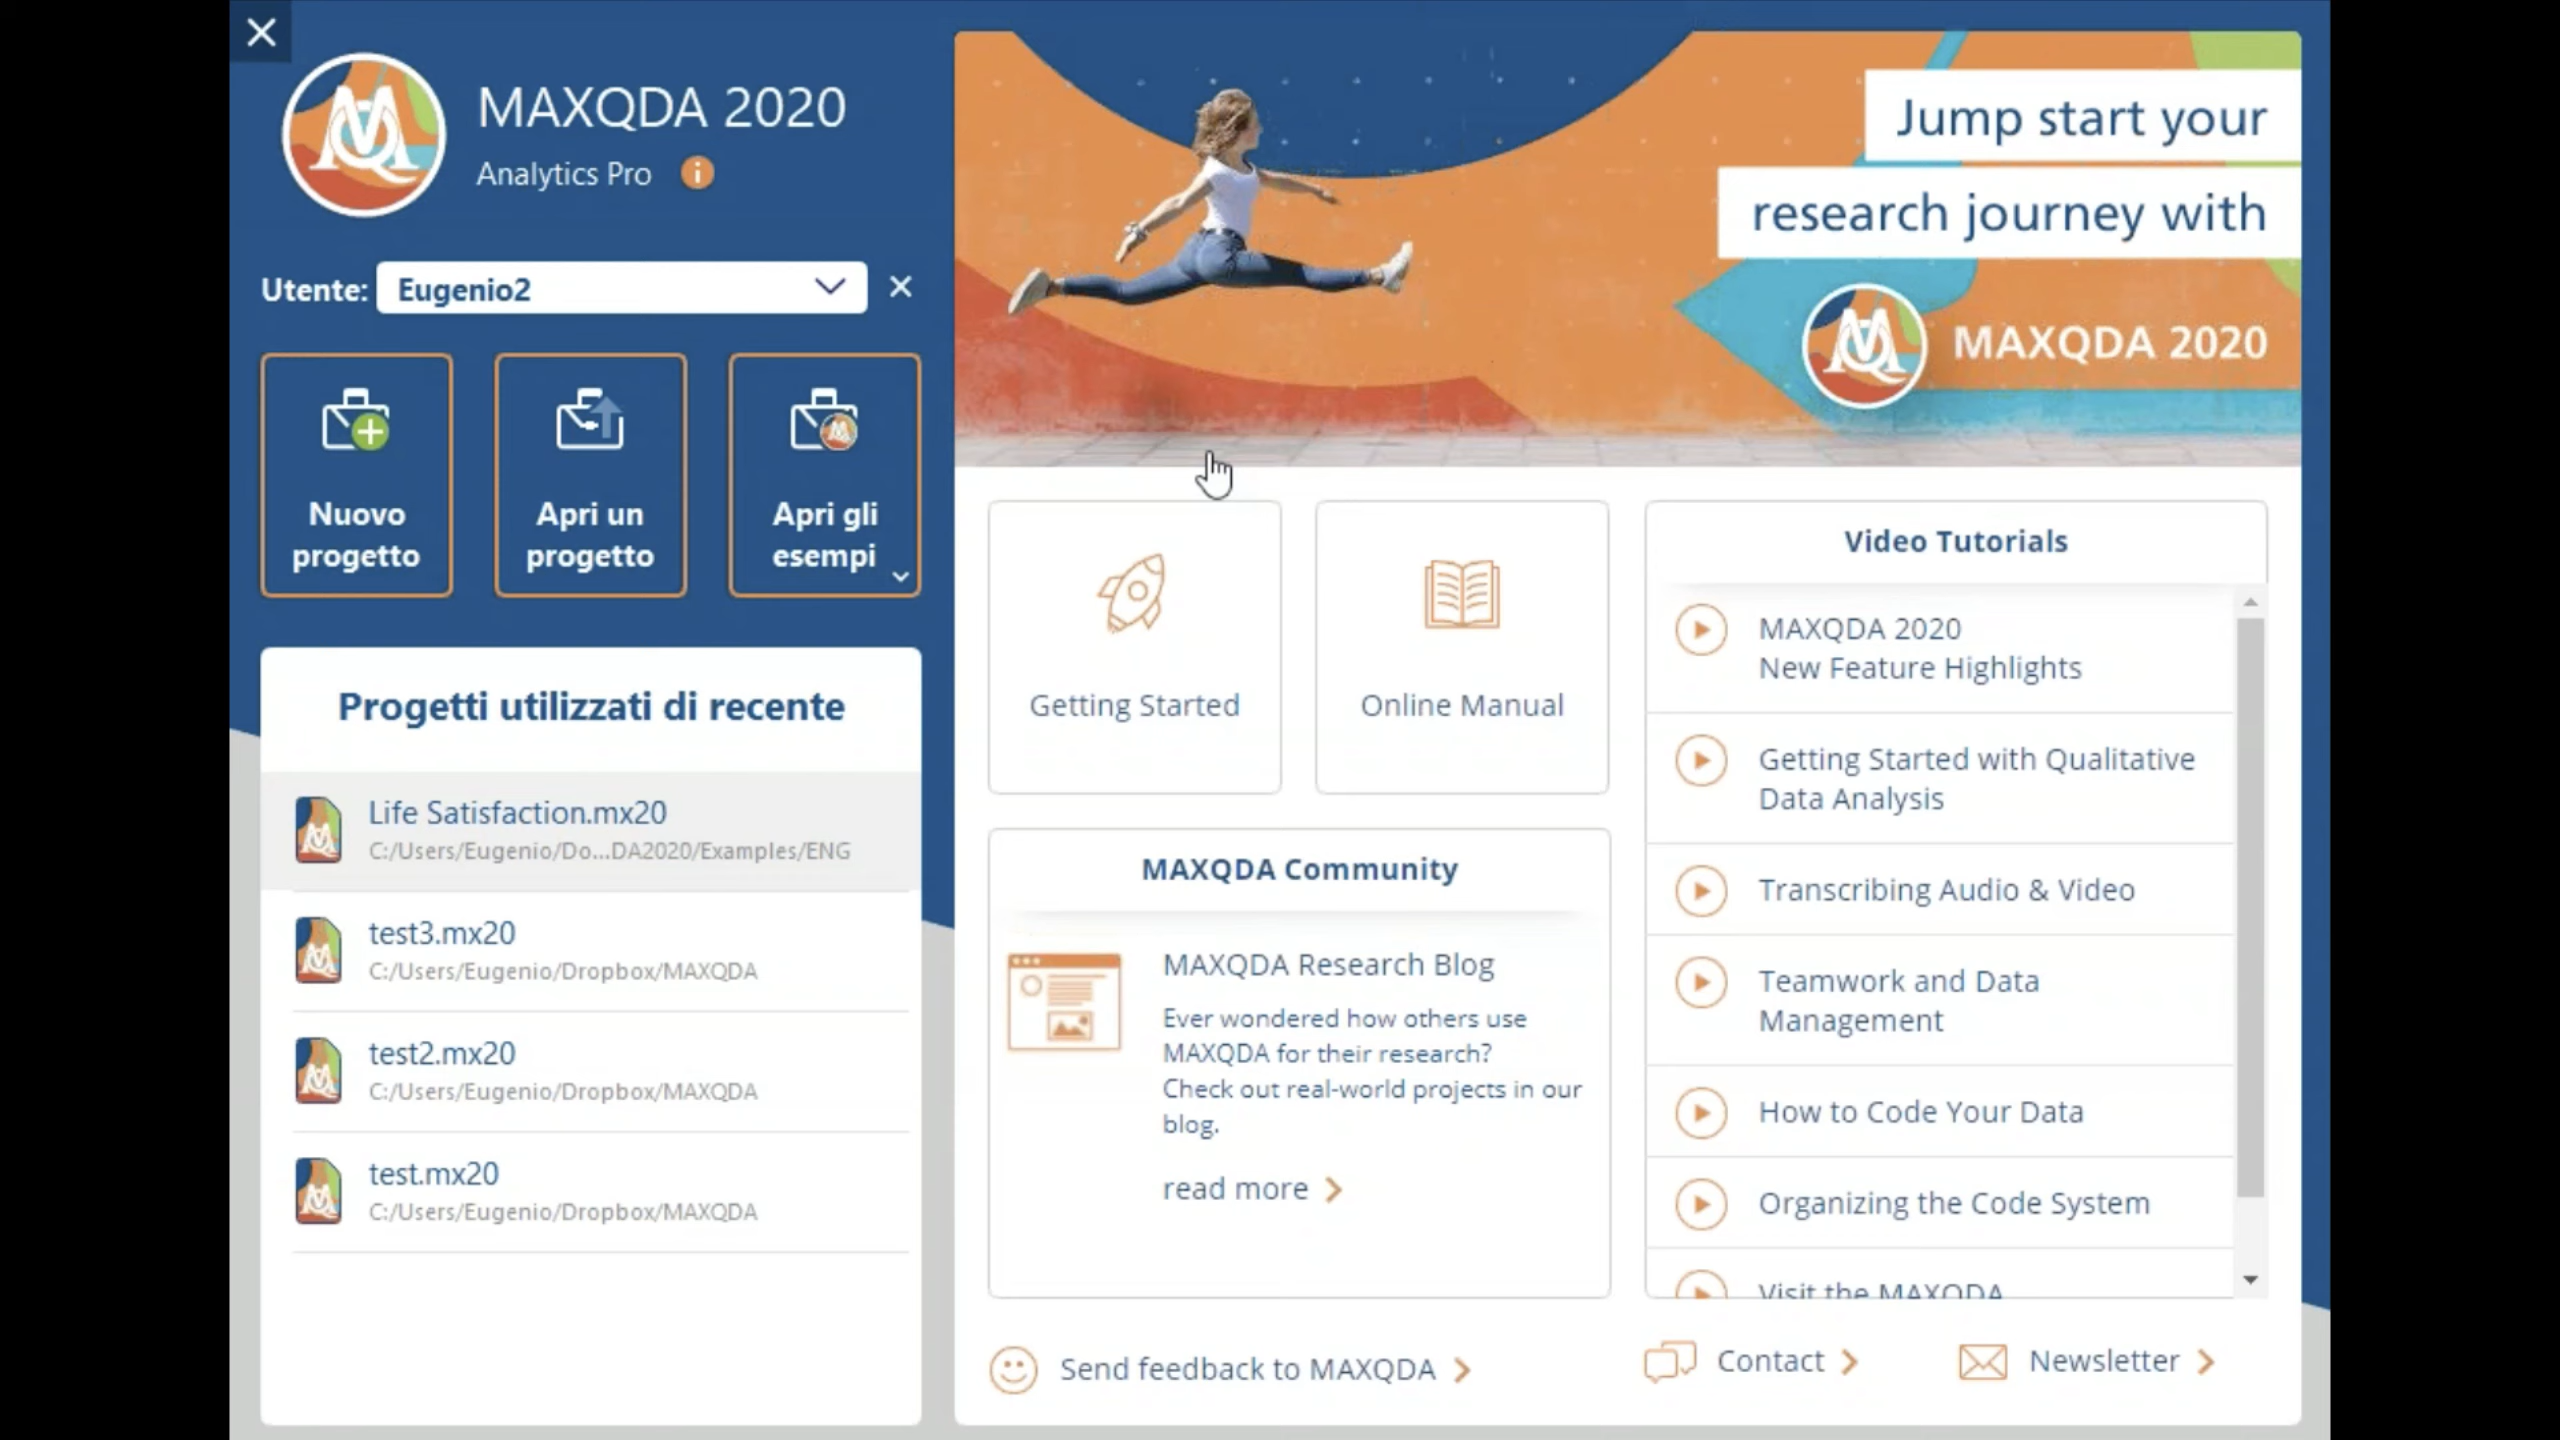 MAXQDA 2020
Analytics Pro
Utente: Eugenio2
Nuovo
progetto
Apri un
progetto
Apri gli
esempi
Progetti utilizzati di recente
Life Satisfaction.mx20
C:/Users/Eugenio/Do...DA2020/Examples/ENG
test3.mx20
C:/Users/Eugenio/Dropbox/MAXQDA
test2.mx20
C:/Users/Eugenio/Dropbox/MAXQDA
test.mx20
C:/Users/Eugenio/Dropbox/MAXQDA
Jump start your
research journey with
MAXQDA 2020
Getting Started
Online Manual
MAXQDA Community
MAXQDA Research Blog
Ever wondered how others use
MAXQDA for their research?
Check out real-world projects in our
blog.
read more
Video Tutorials
MAXQDA 2020
New Feature Highlights
Getting Started with Qualitative
Data Analysis
Transcribing Audio & Video
Teamwork and Data
Management
How to Code Your Data
Organizing the Code System
Visit the MAXQDA
Send feedback to MAXQDA
Contact
Newsletter